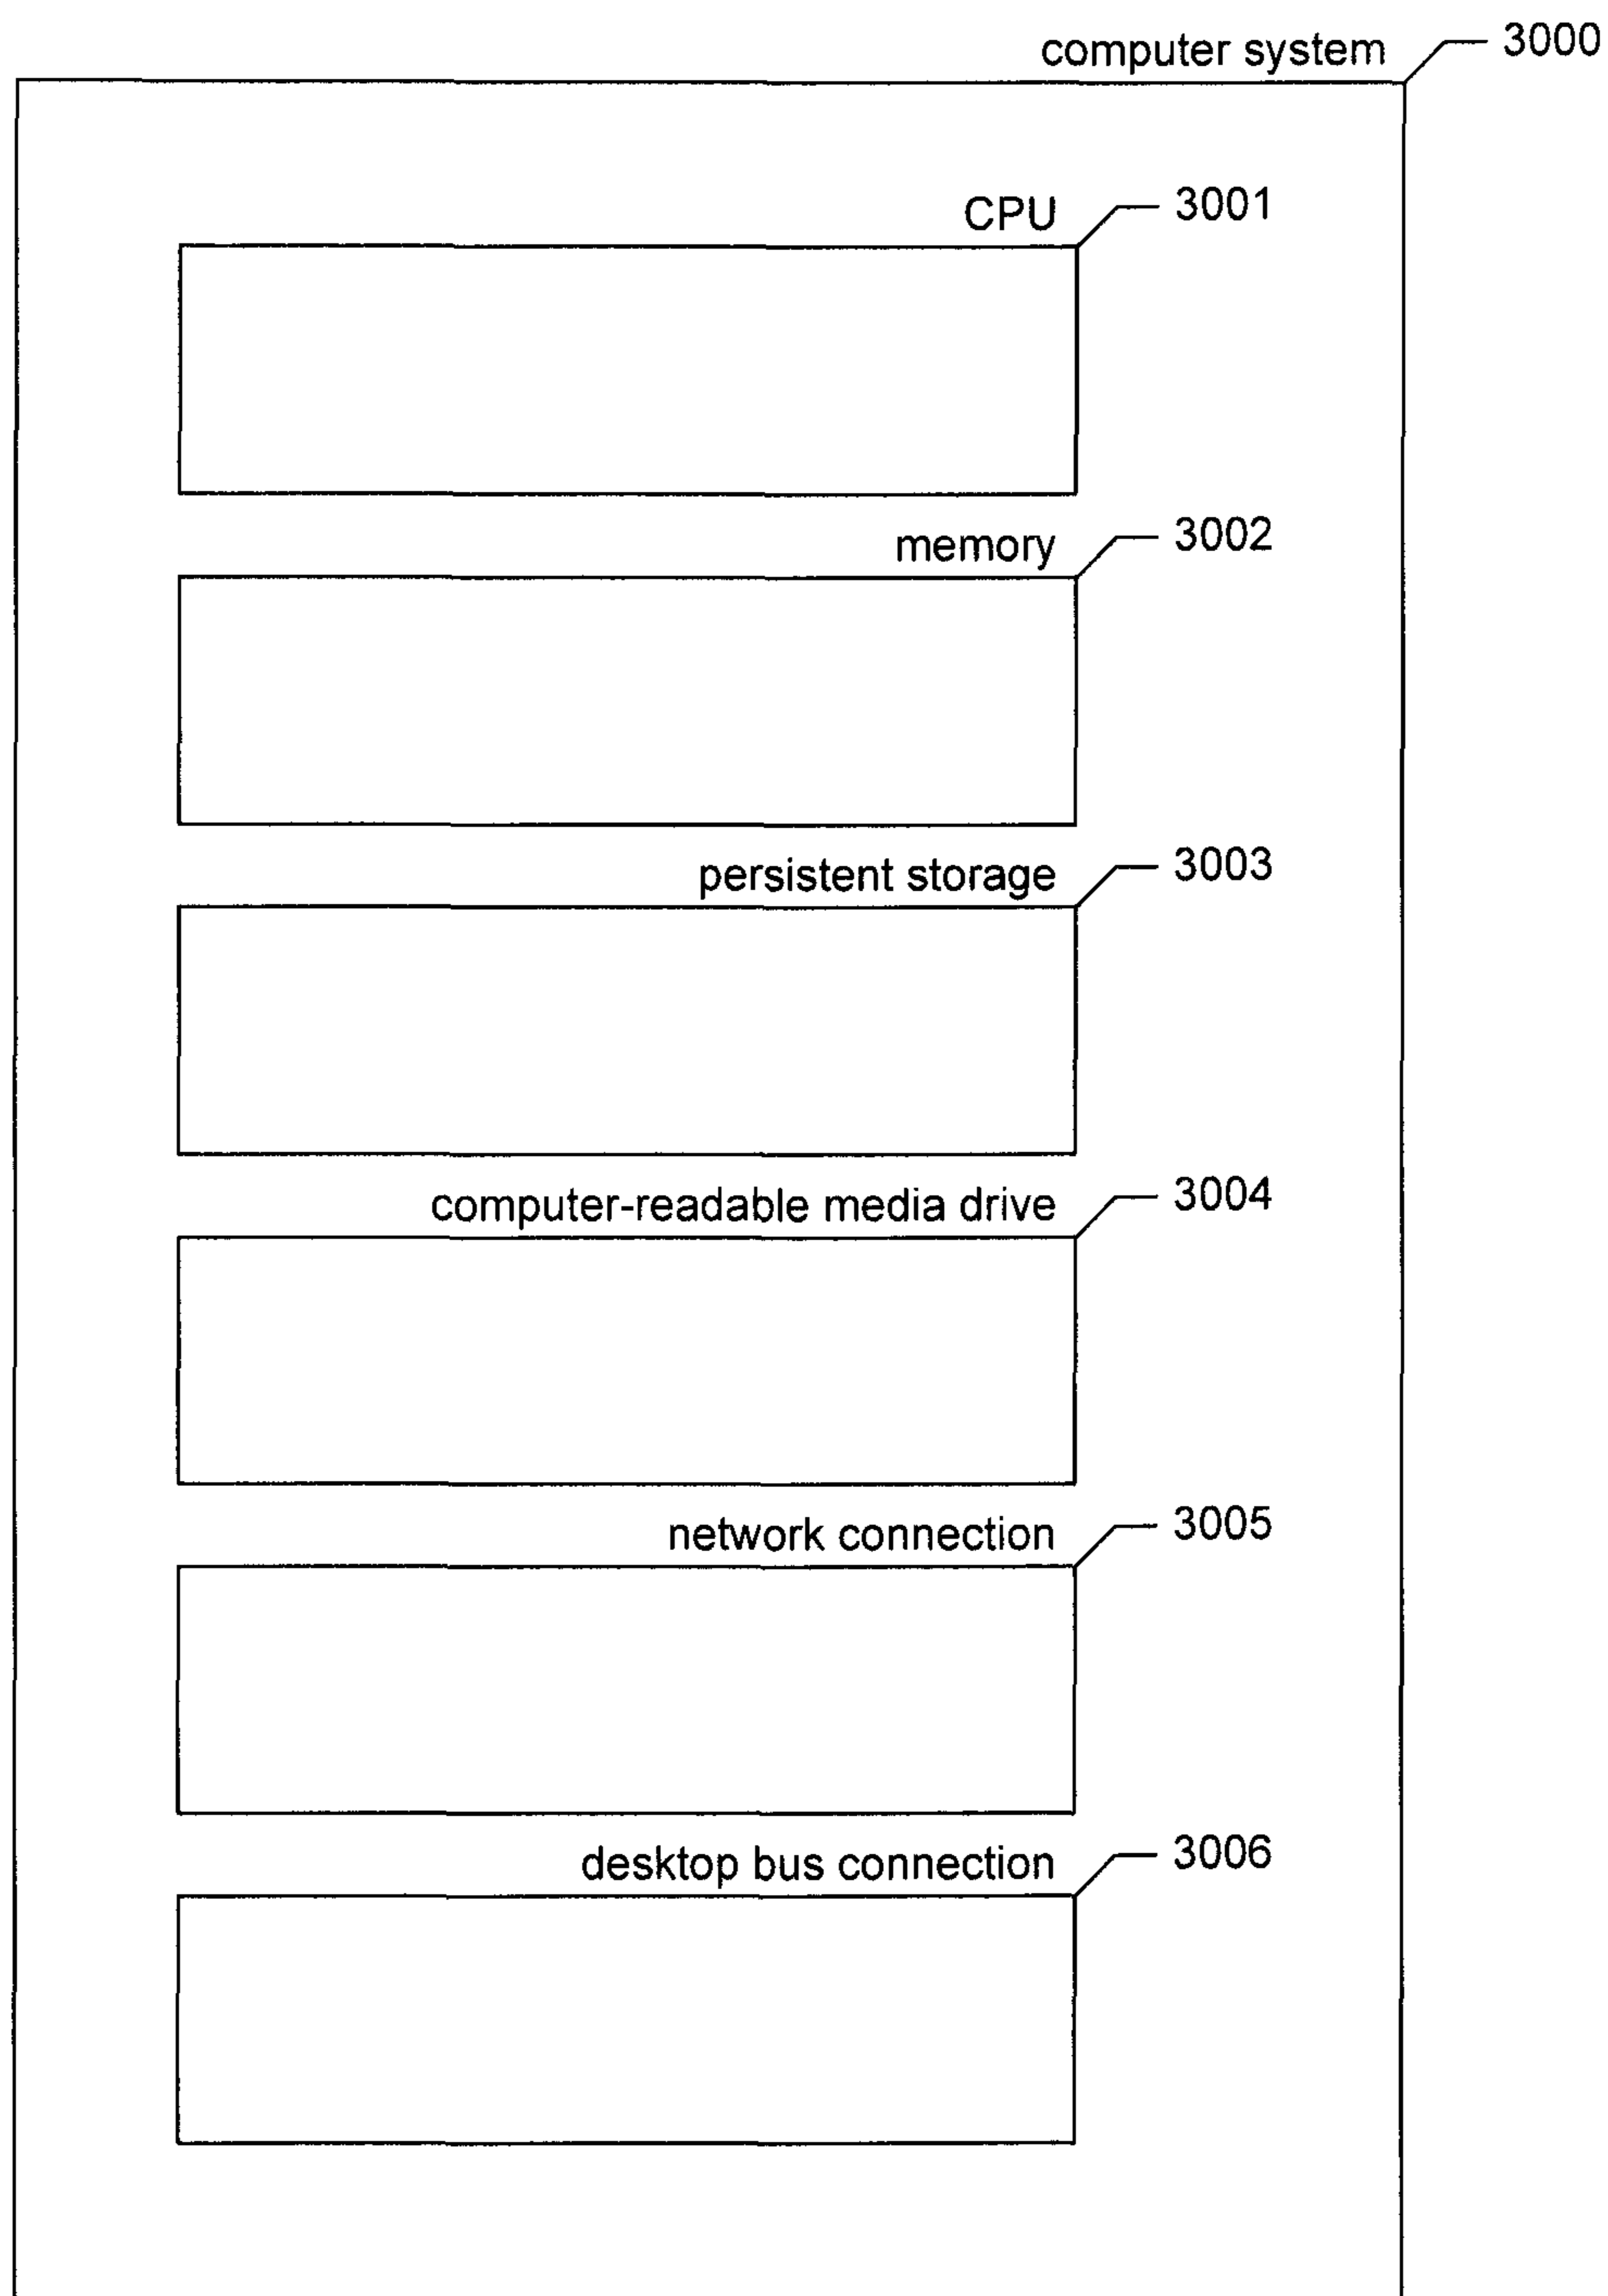 computer system 3000
CPU 3001
memory 3002
persistent storage 3003
computer-readable media drive 3004
network connection 3005
desktop bus connection 3006